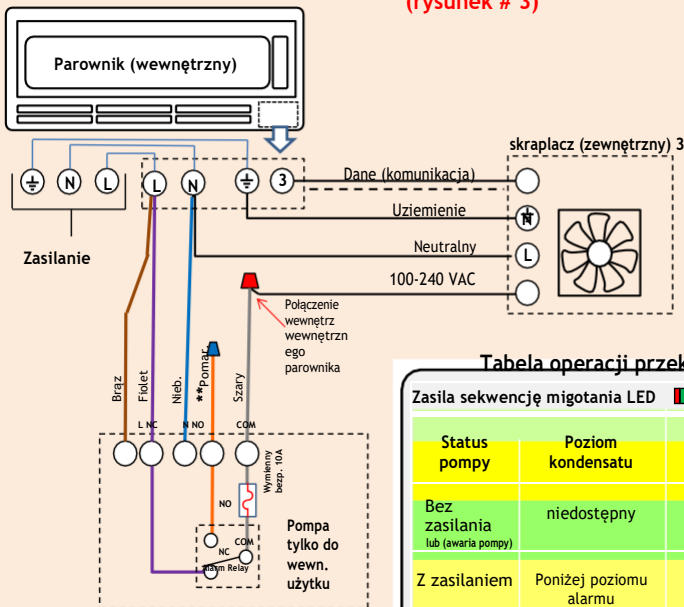 (rysunek # 3)
Parownik (wewnętrzny)
skraplacz (zewnętrzny) 3
N L L N 3
Dane (komunikacja)
Uziemienie
N
Neutralny
L
100-240 VAC
Zasilanie
Połączenie
wewnętrz
wewnętrzn
ego
parownika
Brąz
Fiolet
Nieb.
**Pomar.
Szary
L NC N NO COM
Wymienny
bezp. 10A
NO
COM
NC
Alarm Relay
Pompa
tylko do
wewn.
użytku
Tabela operacji przek
Zasila sekwencję migotania LED
Status
pompy
Poziom
kondensatu
Bez
zasilania
lub (awaria pompy)
niedostępny
Z zasilaniem
Poniżej poziomu
alarmu